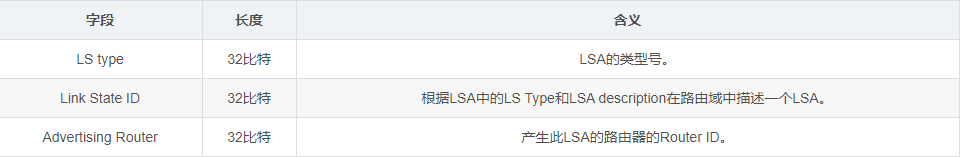 字段 长度 含义
LS type 32比特 LSA的类型号。
Link State ID 32比特 根据LSA中的LS Type和LSA description在路由域中描述一个LSA。
Advertising Router 32比特 产生此LSA的路由器的Router ID。